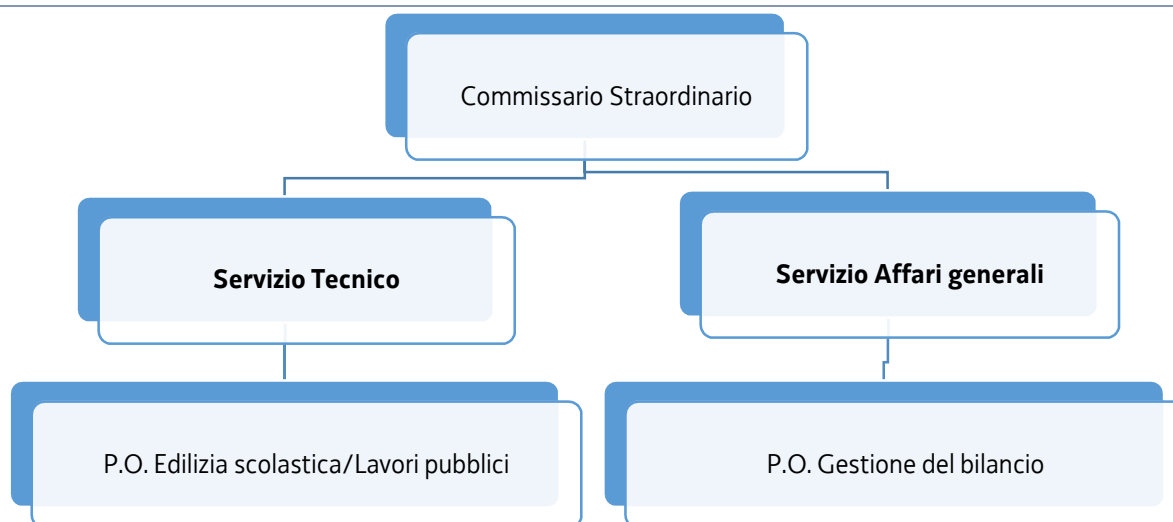 Commissario Straordinario
Servizio Tecnico
Servizio Affari generali
P.O. Edilizia scolastica/Lavori pubblici
P.O. Gestione del bilancio